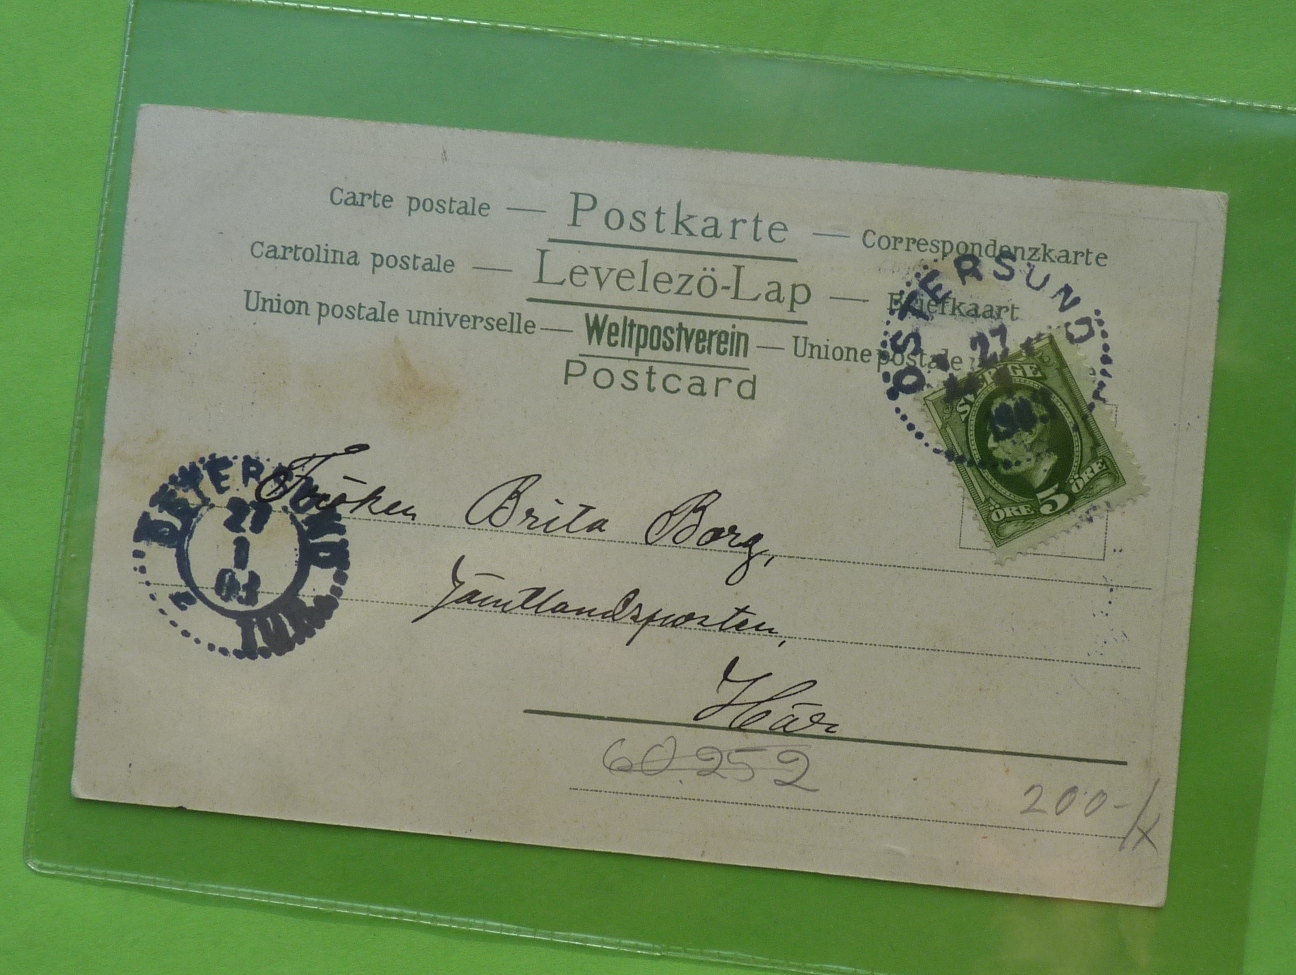 Carte postale — Postkarte — Correspondenzkarte
Cartolina postale — Levelezö-Lap — Briefkaart
Union postale universelle — Weltpostverein — Unione postale
Postcard
ÖSTERSUND
27
SVERIGE
ÖRE 5 ÖRE
ÖSTERSUND
27
1
03
Fröken Brita Borg,
Jämtlandsposten,
Här
60.252
200-/x